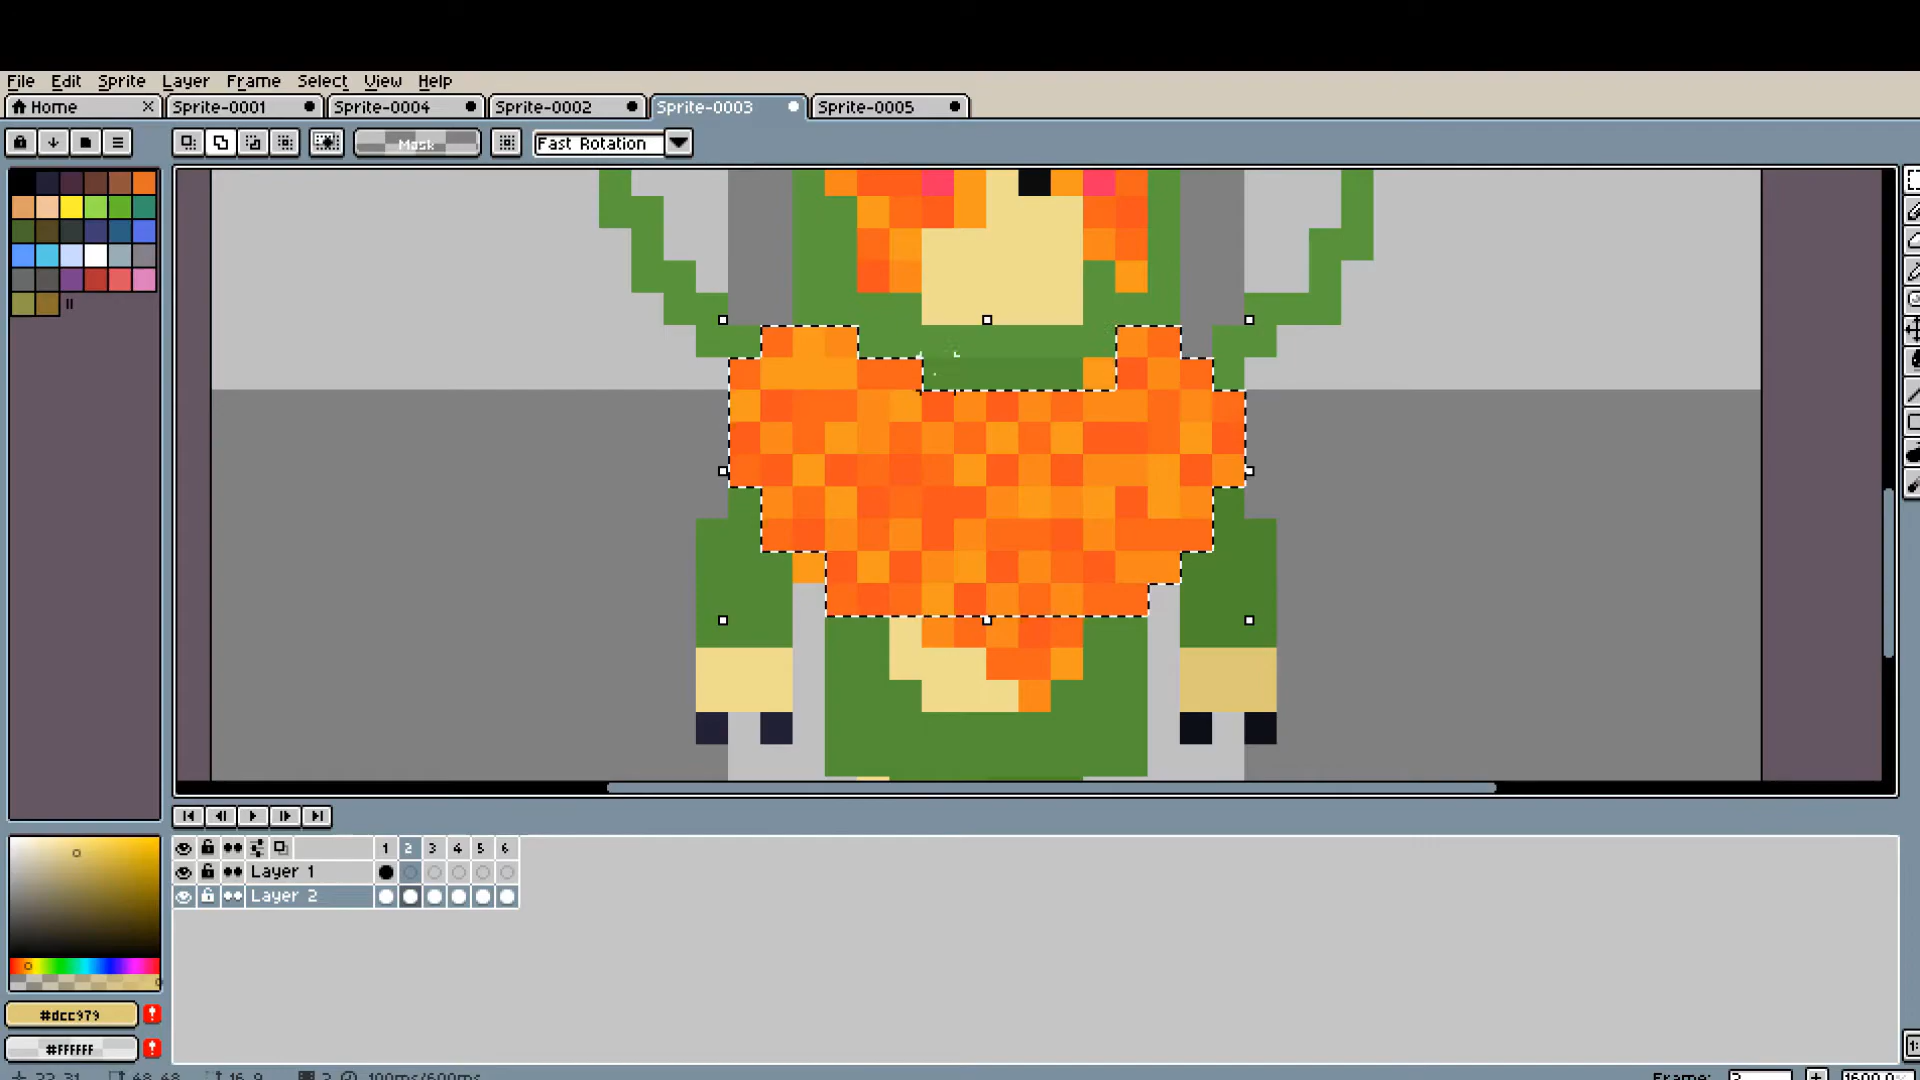 File Edit Sprite Layer Frame Select View Help
Home Sprite-0001 Sprite-0004 Sprite-0002 Sprite-0003 Sprite-0005
Mask Fast Rotation
1 2 3 4 5 6
Layer 1
Layer 2
#dcc979
#FFFFFF